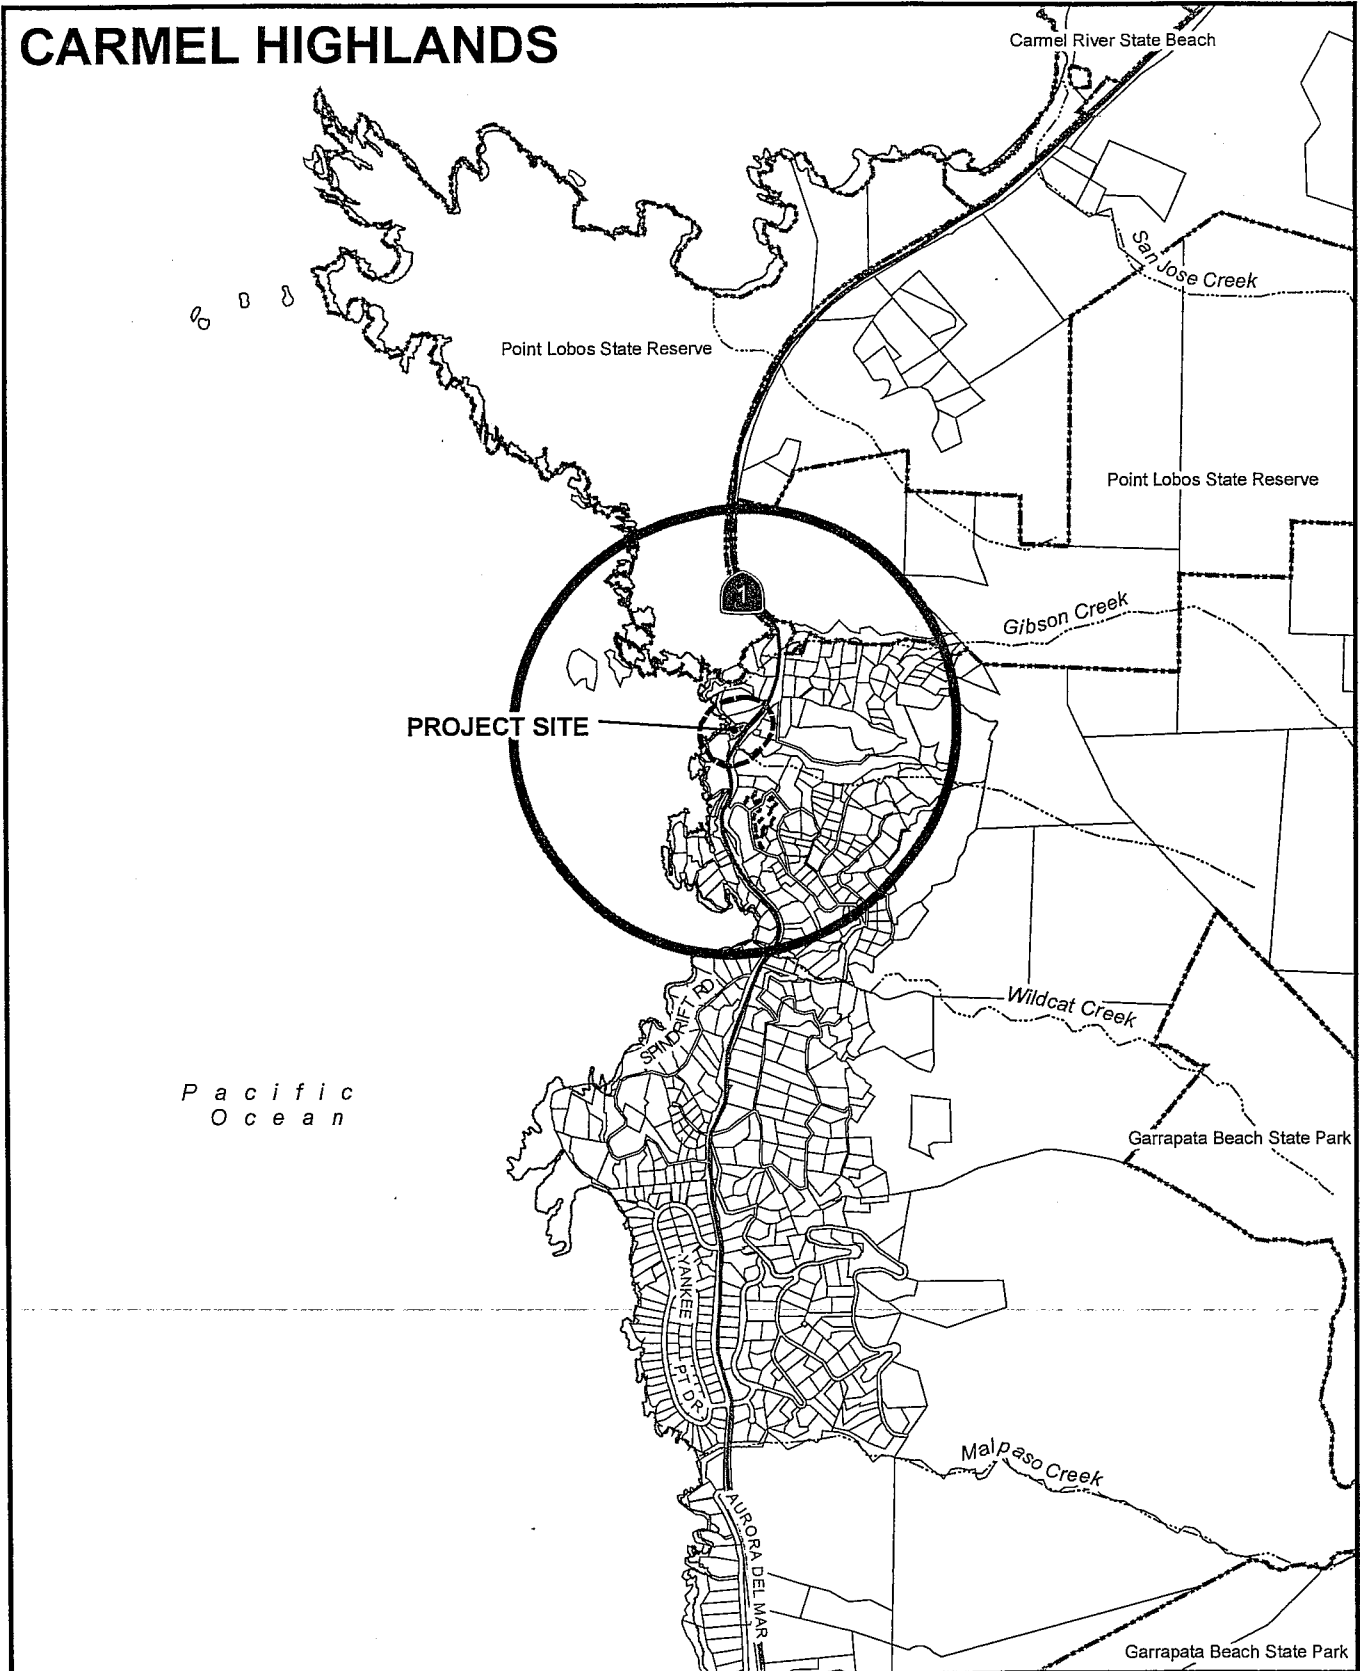 CARMEL HIGHLANDS
Carmel River State Beach
San Jose Creek
Point Lobos State Reserve
Point Lobos State Reserve
1
Gibson Creek
PROJECT SITE
SPINDRIFT RD
Wildcat Creek
Pacific
Ocean
Garrapata Beach State Park
YANKEE PT DR
Malpaso Creek
AURORA DEL MAR
Garrapata Beach State Park